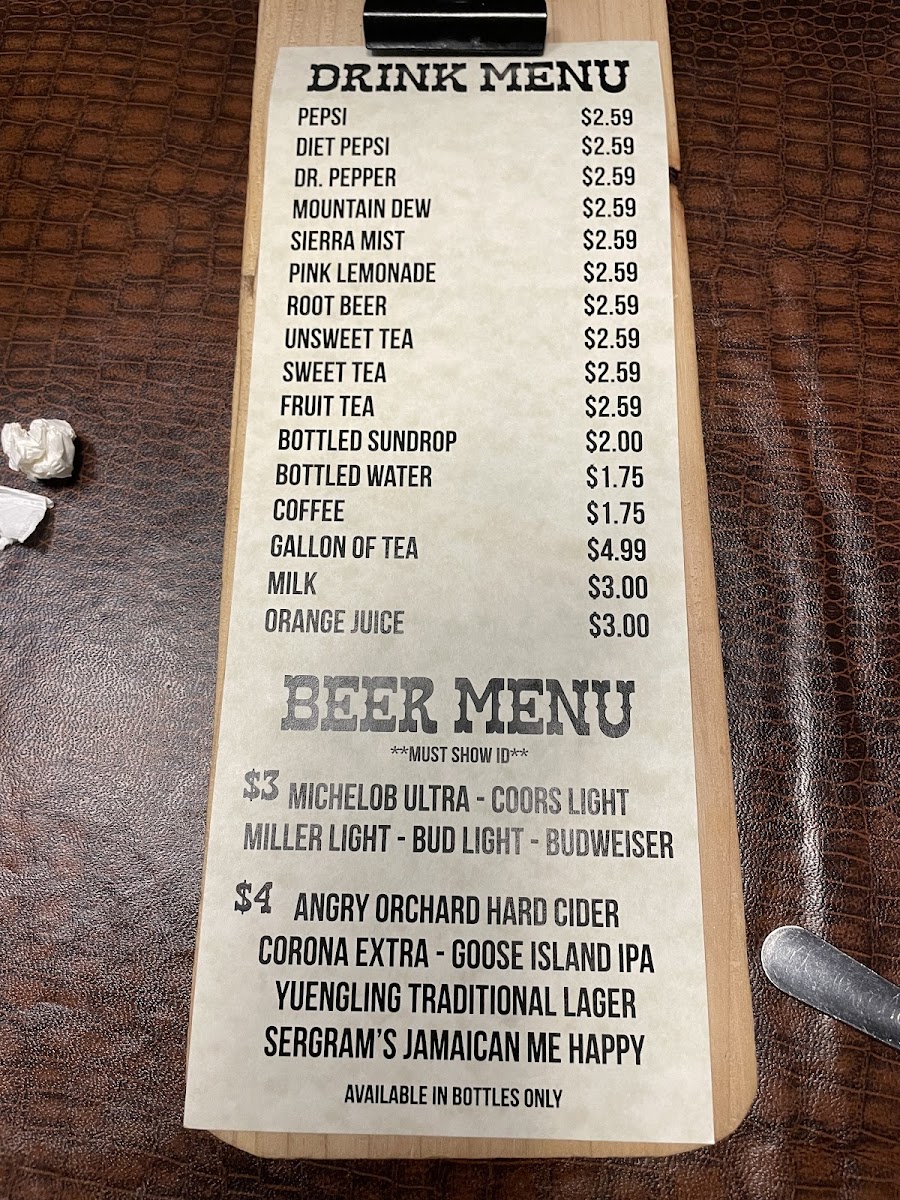 DRINK MENU
PEPSI $2.59
DIET PEPSI $2.59
DR. PEPPER $2.59
MOUNTAIN DEW $2.59
SIERRA MIST $2.59
PINK LEMONADE $2.59
ROOT BEER $2.59
UNSWEET TEA $2.59
SWEET TEA $2.59
FRUIT TEA $2.59
BOTTLED SUNDROP $2.00
BOTTLED WATER $1.75
COFFEE $1.75
GALLON OF TEA $4.99
MILK $3.00
ORANGE JUICE $3.00
BEER MENU
**MUST SHOW ID**
$3 MICHELOB ULTRA - COORS LIGHT
MILLER LIGHT - BUD LIGHT - BUDWEISER
$4 ANGRY ORCHARD HARD CIDER
CORONA EXTRA - GOOSE ISLAND IPA
YUENGLING TRADITIONAL LAGER
SERGRAM'S JAMAICAN ME HAPPY
AVAILABLE IN BOTTLES ONLY